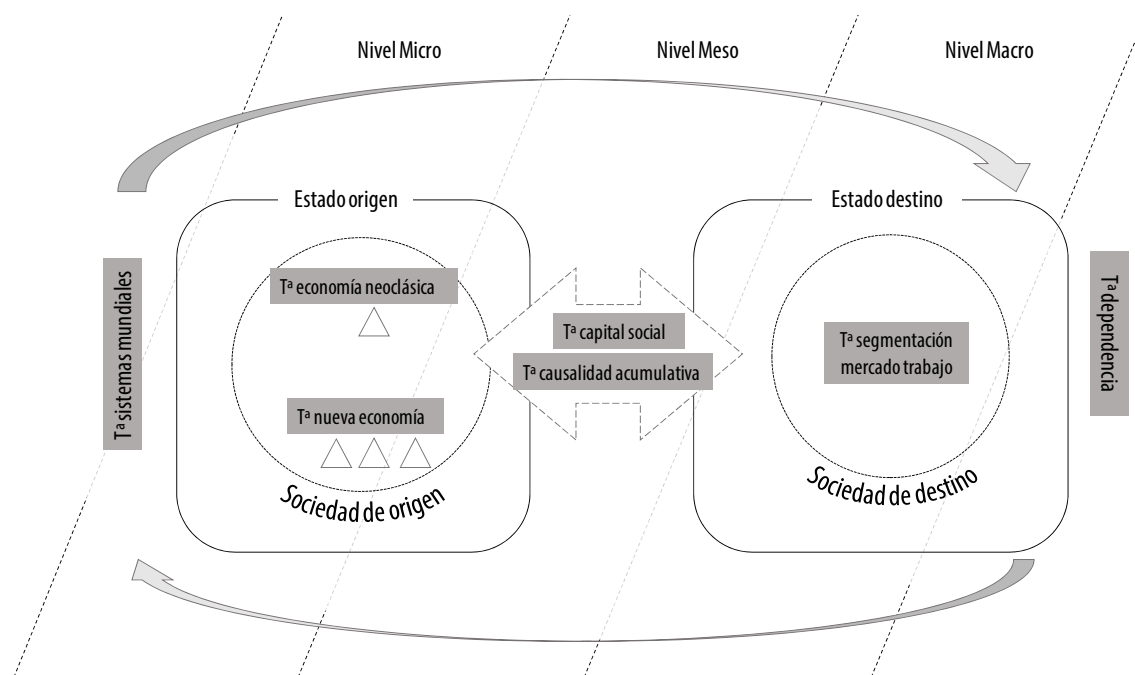 Nivel Micro
Nivel Meso
Nivel Macro
Estado origen
Estado destino
Tª sistemas mundiales
Tª economía neoclásica
Tª nueva economía
Sociedad de origen
Tª capital social
Tª causalidad acumulativa
Tª segmentación
mercado trabajo
Sociedad de destino
Tª dependencia